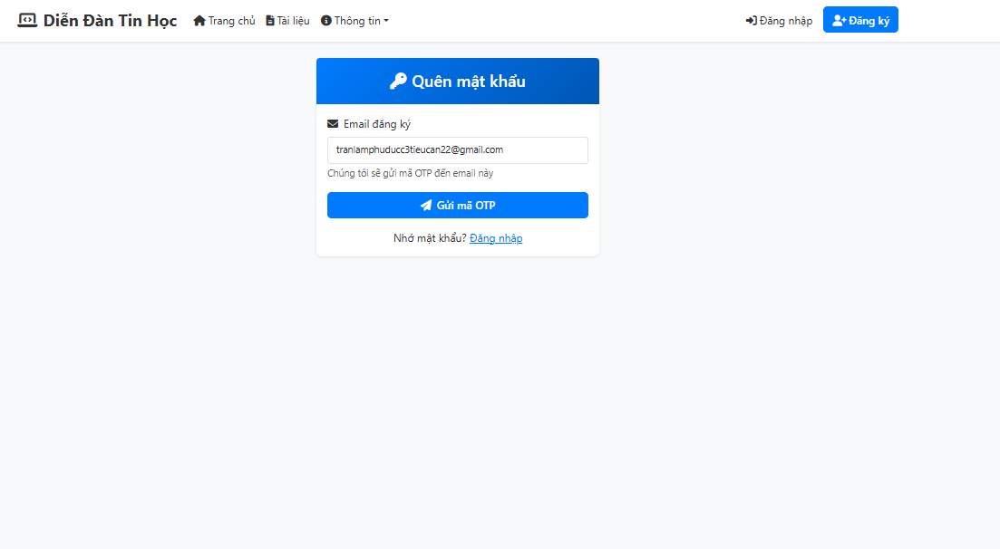 Diễn Đàn Tin Học Trang chủ Tài liệu Thông tin Đăng nhập Đăng ký
Quên mật khẩu
Email đăng ký
tranlamphuducc3tieucan22@gmail.com
Chúng tôi sẽ gửi mã OTP đến email này
Gửi mã OTP
Nhớ mật khẩu? Đăng nhập